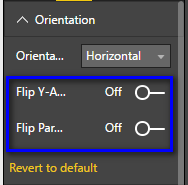 Orientation
Orienta... Horizontal
Flip Y-A... Off
Flip Par... Off
Revert to default